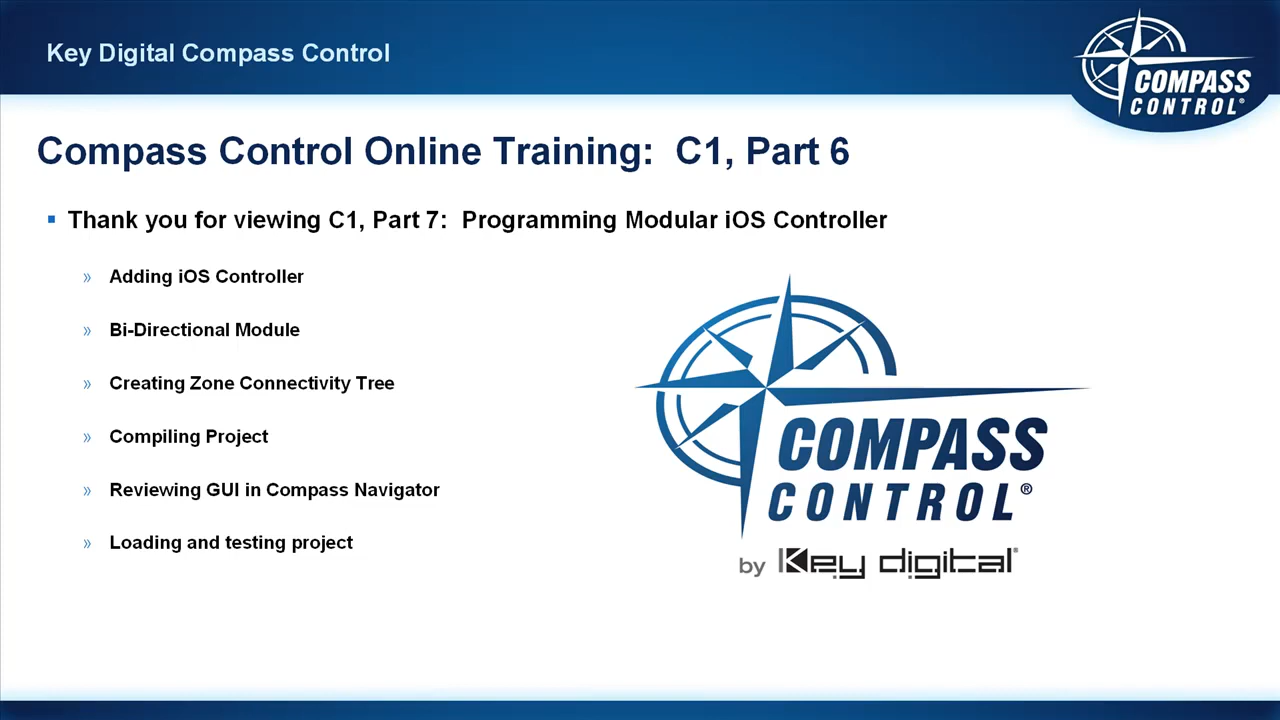 Key Digital Compass Control
COMPASS
CONTROL®
Compass Control Online Training: C1, Part 6
▪ Thank you for viewing C1, Part 7: Programming Modular iOS Controller
» Adding iOS Controller
» Bi-Directional Module
» Creating Zone Connectivity Tree
» Compiling Project
» Reviewing GUI in Compass Navigator
» Loading and testing project
COMPASS
CONTROL®
by Key digital®